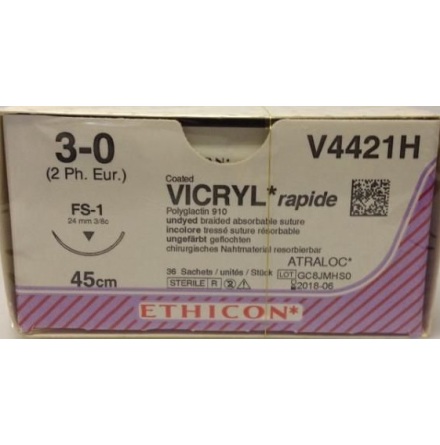 3-0
(2 Ph. Eur.)
FS-1
24 mm 3/8c
45cm
V4421H
Coated
VICRYL* rapide
Polyglactin 910
undyed braided absorbable suture
incolore tressé suture résorbable
ungefärbt geflochten
chirurgisches Nahtmaterial resorbierbar
ATRALOC*
36 Sachets / unités / Stück
LOT GC8JMHS0
STERILE R 2
2018-06
ETHICON*